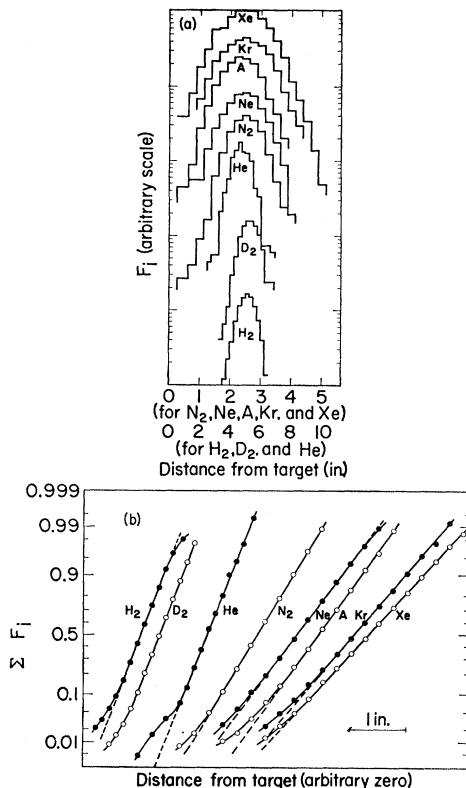 (a)
Xe
Kr
A
Ne
N2
He
D2
H2
Fi (arbitrary scale)
0 1 2 3 4 5
(for N2,Ne,A,Kr, and Xe)
0 2 4 6 8 10
(for H2,D2. and He)
Distance from target (in.)
0.999
(b)
0.99
0.9
H2 D2 He N2 Ne A Kr Xe
0.5
Σ Fi
0.1
1 in.
0.01
Distance from target (arbitrary zero)